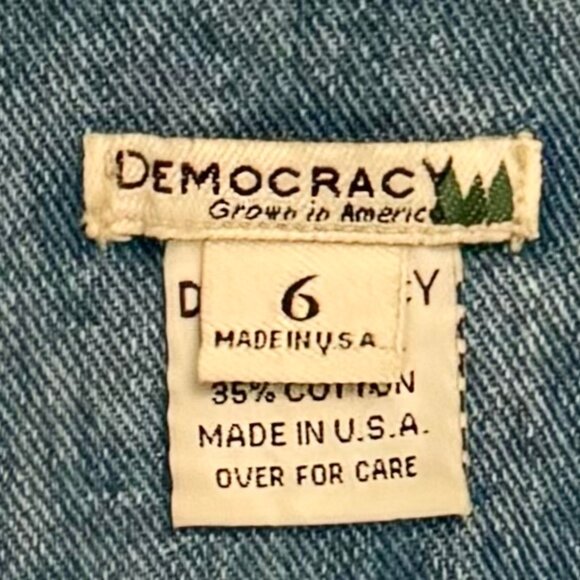 DEMOCRACY
Grown in America
6
MADE IN U.S.A
35% COTTON
MADE IN U.S.A.
OVER FOR CARE